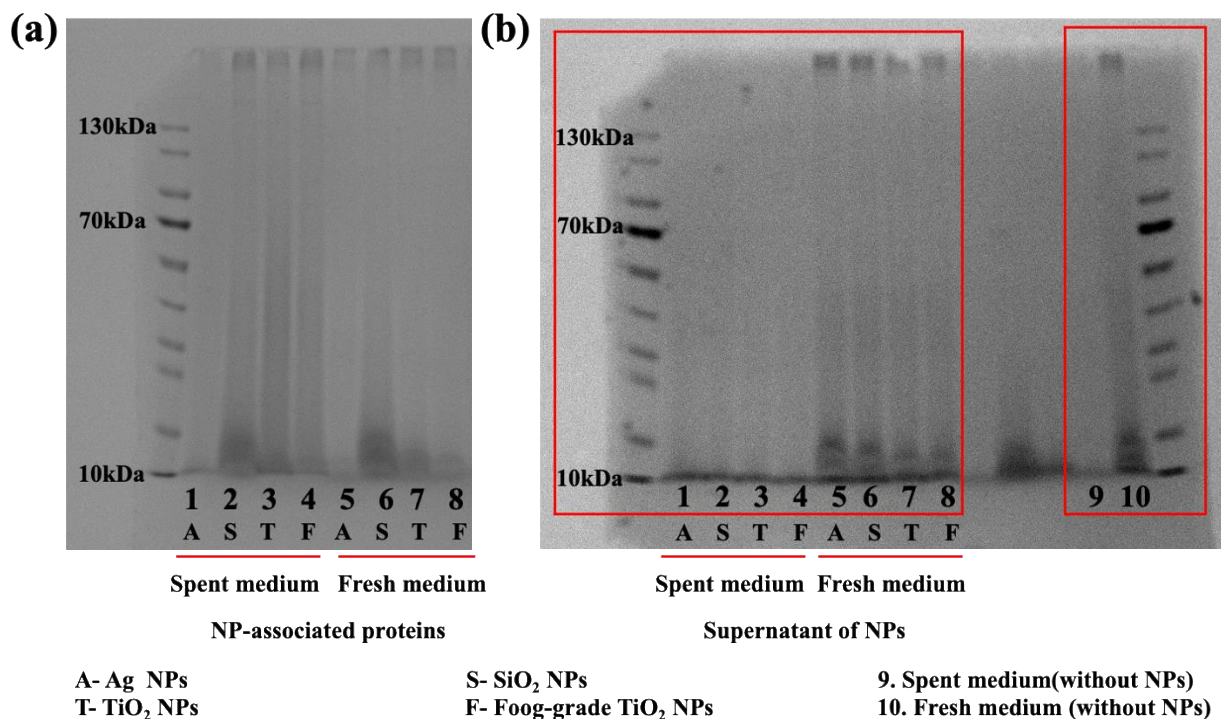 (a) (b)
130kDa 130kDa
70kDa 70kDa
10kDa 10kDa
1 2 3 4 5 6 7 8 1 2 3 4 5 6 7 8 9 10
A S T F A S T F A S T F A S T F
Spent medium Fresh medium Spent medium Fresh medium
NP-associated proteins Supernatant of NPs
A- Ag NPs S- SiO₂ NPs 9. Spent medium(without NPs)
T- TiO₂ NPs F- Foog-grade TiO₂ NPs 10. Fresh medium (without NPs)